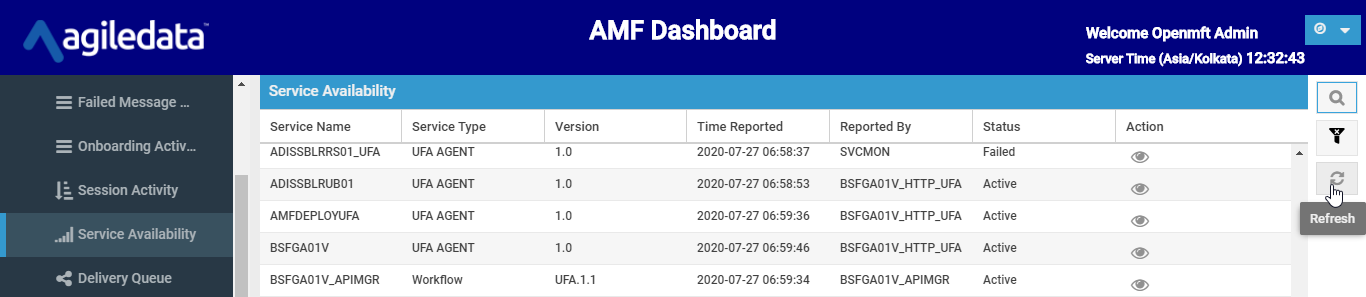 agiledata™
AMF Dashboard
Welcome Openmft Admin
Server Time (Asia/Kolkata) 12:32:43
Failed Message ...
Onboarding Activ...
Session Activity
Service Availability
Delivery Queue
Service Availability
Service Name Service Type Version Time Reported Reported By Status Action
ADISSBLRRS01_UFA UFA AGENT 1.0 2020-07-27 06:58:37 SVCMON Failed
ADISSBLRUB01 UFA AGENT 1.0 2020-07-27 06:58:53 BSFGA01V_HTTP_UFA Active
AMFDEPLOYUFA UFA AGENT 1.0 2020-07-27 06:59:36 BSFGA01V_HTTP_UFA Active
BSFGA01V UFA AGENT 1.0 2020-07-27 06:59:46 BSFGA01V_HTTP_UFA Active
BSFGA01V_APIMGR Workflow UFA.1.1 2020-07-27 06:59:34 BSFGA01V_APIMGR Active
Refresh